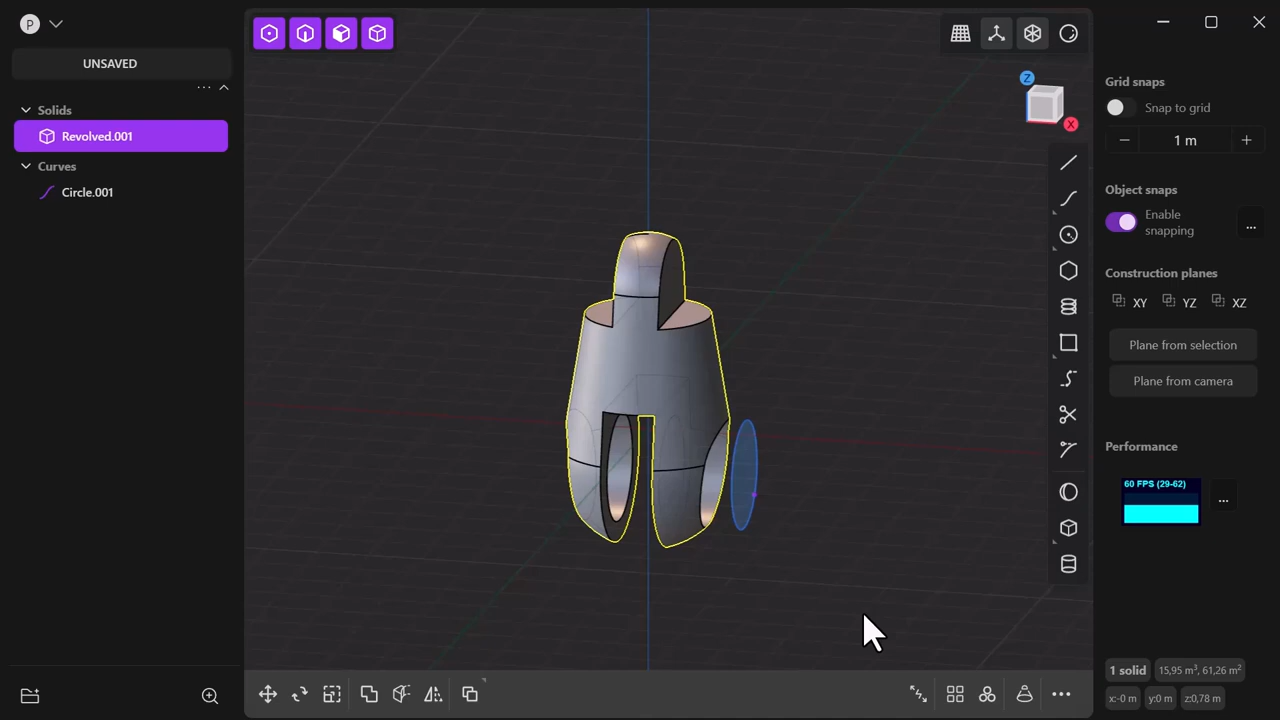 P
UNSAVED
...
Solids
Revolved.001
Curves
Circle.001
Z
X
Grid snaps
Snap to grid
1 m
Object snaps
Enable
snapping
...
Construction planes
XY YZ XZ
Plane from selection
Plane from camera
Performance
60 FPS (29-62)
...
1 solid 15,95 m³, 61,26 m²
x:-0 m y:0 m z:0,78 m